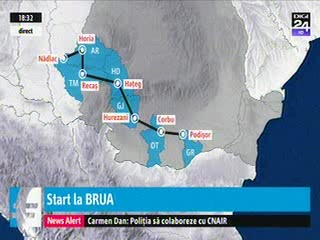 18:32
direct
DIGI
24
HD
Horia
Nădlac
AR
TM
Recaș
HD
Hațeg
GJ
Hurezani
Corbu
Podișor
OT
GR
Start la BRUA
News Alert
Carmen Dan: Poliția să colaboreze cu CNAIR